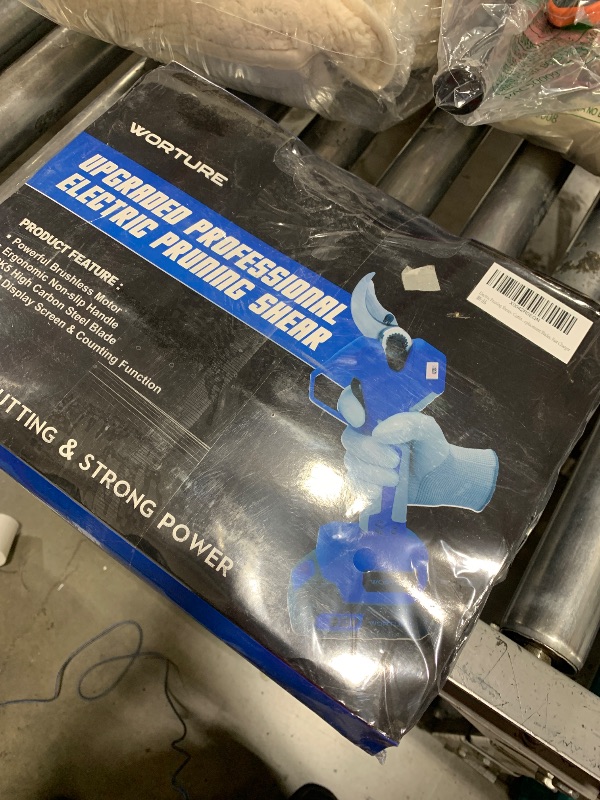 WORTURE
UPGRADED PROFESSIONAL
ELECTRIC PRUNING SHEAR
PRODUCT FEATURE :
• Powerful Brushless Motor
Ergonomic Non-slip Handle
K5 High Carbon Steel Blade
Display Screen & Counting Function
UTTING & STRONG POWER